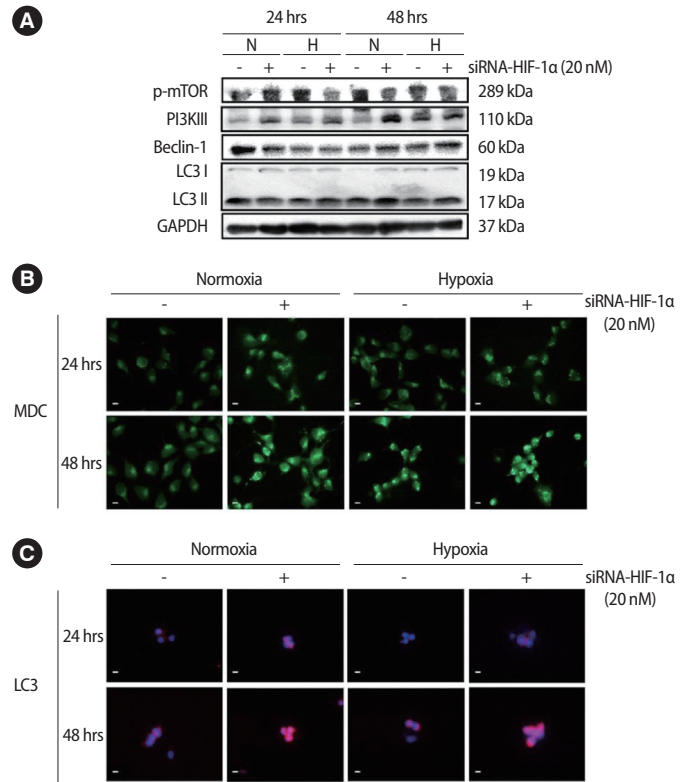 A
24 hrs 48 hrs
N H N H
- + - + - + - + siRNA-HIF-1α (20 nM)
p-mTOR 289 kDa
PI3KIII 110 kDa
Beclin-1 60 kDa
LC3 I 19 kDa
LC3 II 17 kDa
GAPDH 37 kDa
B
Normoxia Hypoxia
- + - + siRNA-HIF-1α
(20 nM)
24 hrs
MDC
48 hrs
C
Normoxia Hypoxia
- + - + siRNA-HIF-1α
(20 nM)
24 hrs
LC3
48 hrs